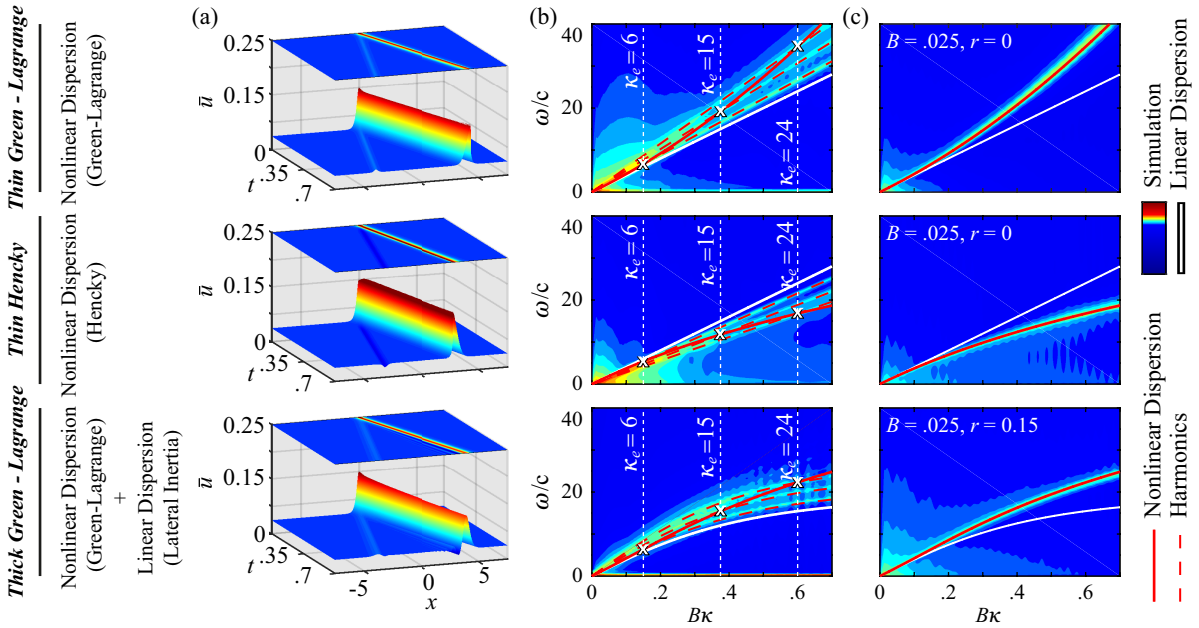 (a)
(b)
(c)
Thin Green - Lagrange
Nonlinear Dispersion
(Green-Lagrange)
0.25
0.15
0
ū
t
.35
.7
40
20
0
ω/c
κe = 6
κe = 15
κe = 24
B = .025, r = 0
Thin Hencky
Nonlinear Dispersion
(Hencky)
0.25
0.15
0
ū
t
.35
.7
40
20
0
ω/c
κe = 6
κe = 15
κe = 24
B = .025, r = 0
Thick Green - Lagrange
Nonlinear Dispersion
(Green-Lagrange)
+
Linear Dispersion
(Lateral Inertia)
0.25
0.15
0
ū
t
.35
.7
-5
0
5
x
40
20
0
ω/c
κe = 6
κe =15
κe = 24
0
.2
.4
.6
Bκ
B = .025, r = 0.15
0
.2
.4
.6
Bκ
Simulation
Linear Dispersion
Nonlinear Dispersion
Harmonics